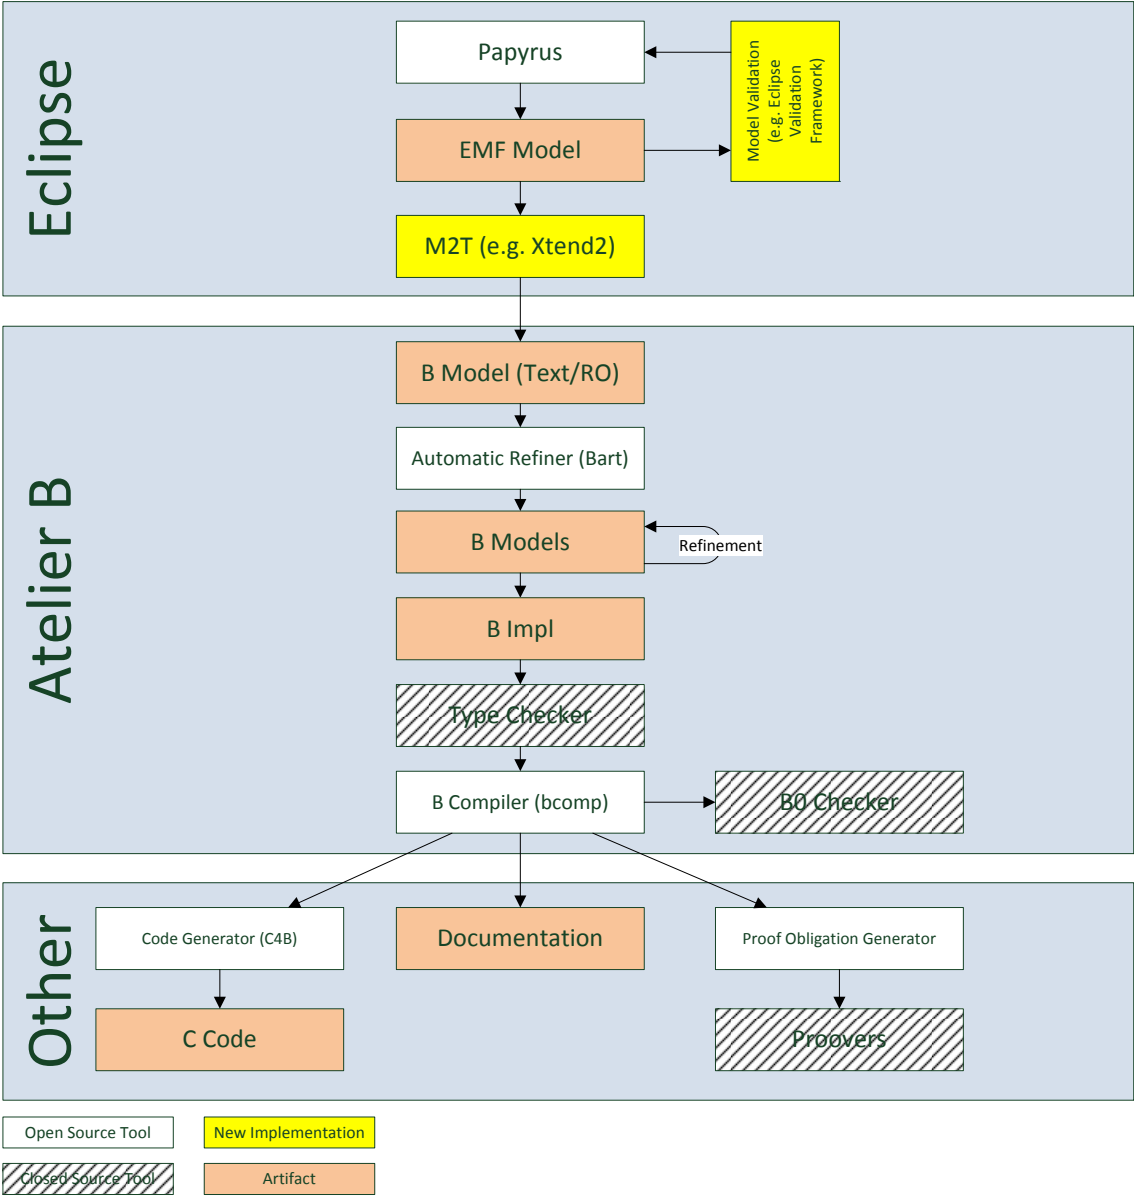 Eclipse
Papyrus
Model Validation
(e.g. Eclipse
Validation
Framework)
EMF Model
M2T (e.g. Xtend2)
Atelier B
B Model (Text/RO)
Automatic Refiner (Bart)
B Models
Refinement
B Impl
Type Checker
B Compiler (bcomp)
B0 Checker
Other
Code Generator (C4B)
Documentation
Proof Obligation Generator
C Code
Proovers
Open Source Tool
New Implementation
Closed Source Tool
Artifact